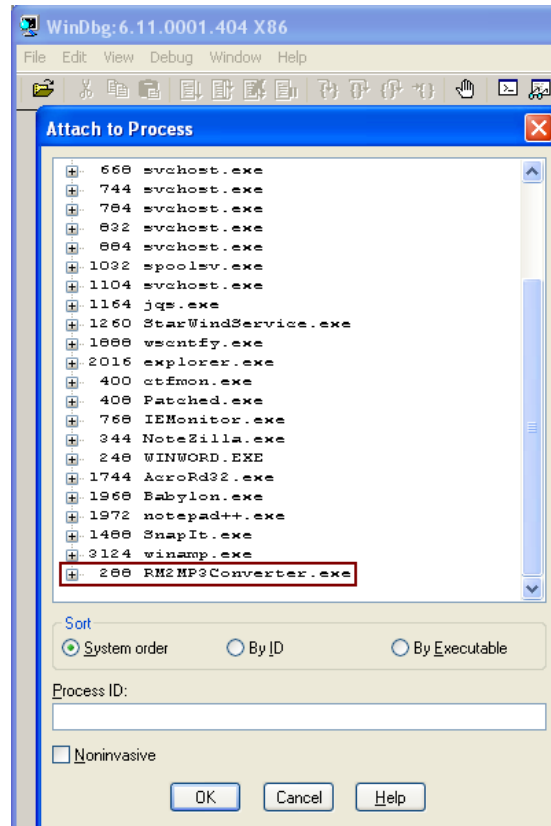 WinDbg:6.11.0001.404 X86
File Edit View Debug Window Help
Attach to Process
668 svchost.exe
744 svchost.exe
784 svchost.exe
832 svchost.exe
884 svchost.exe
1032 spoolsv.exe
1104 svchost.exe
1164 jqs.exe
1260 StarWindService.exe
1888 wscntfy.exe
2016 explorer.exe
400 ctfmon.exe
408 Patched.exe
768 IEMonitor.exe
344 NoteZilla.exe
248 WINWORD.EXE
1744 AcroRd32.exe
1968 Babylon.exe
1972 notepad++.exe
1488 SnapIt.exe
3124 winamp.exe
288 RM2MP3Converter.exe
Sort
System order By ID By Executable
Process ID:
Noninvasive
OK Cancel Help